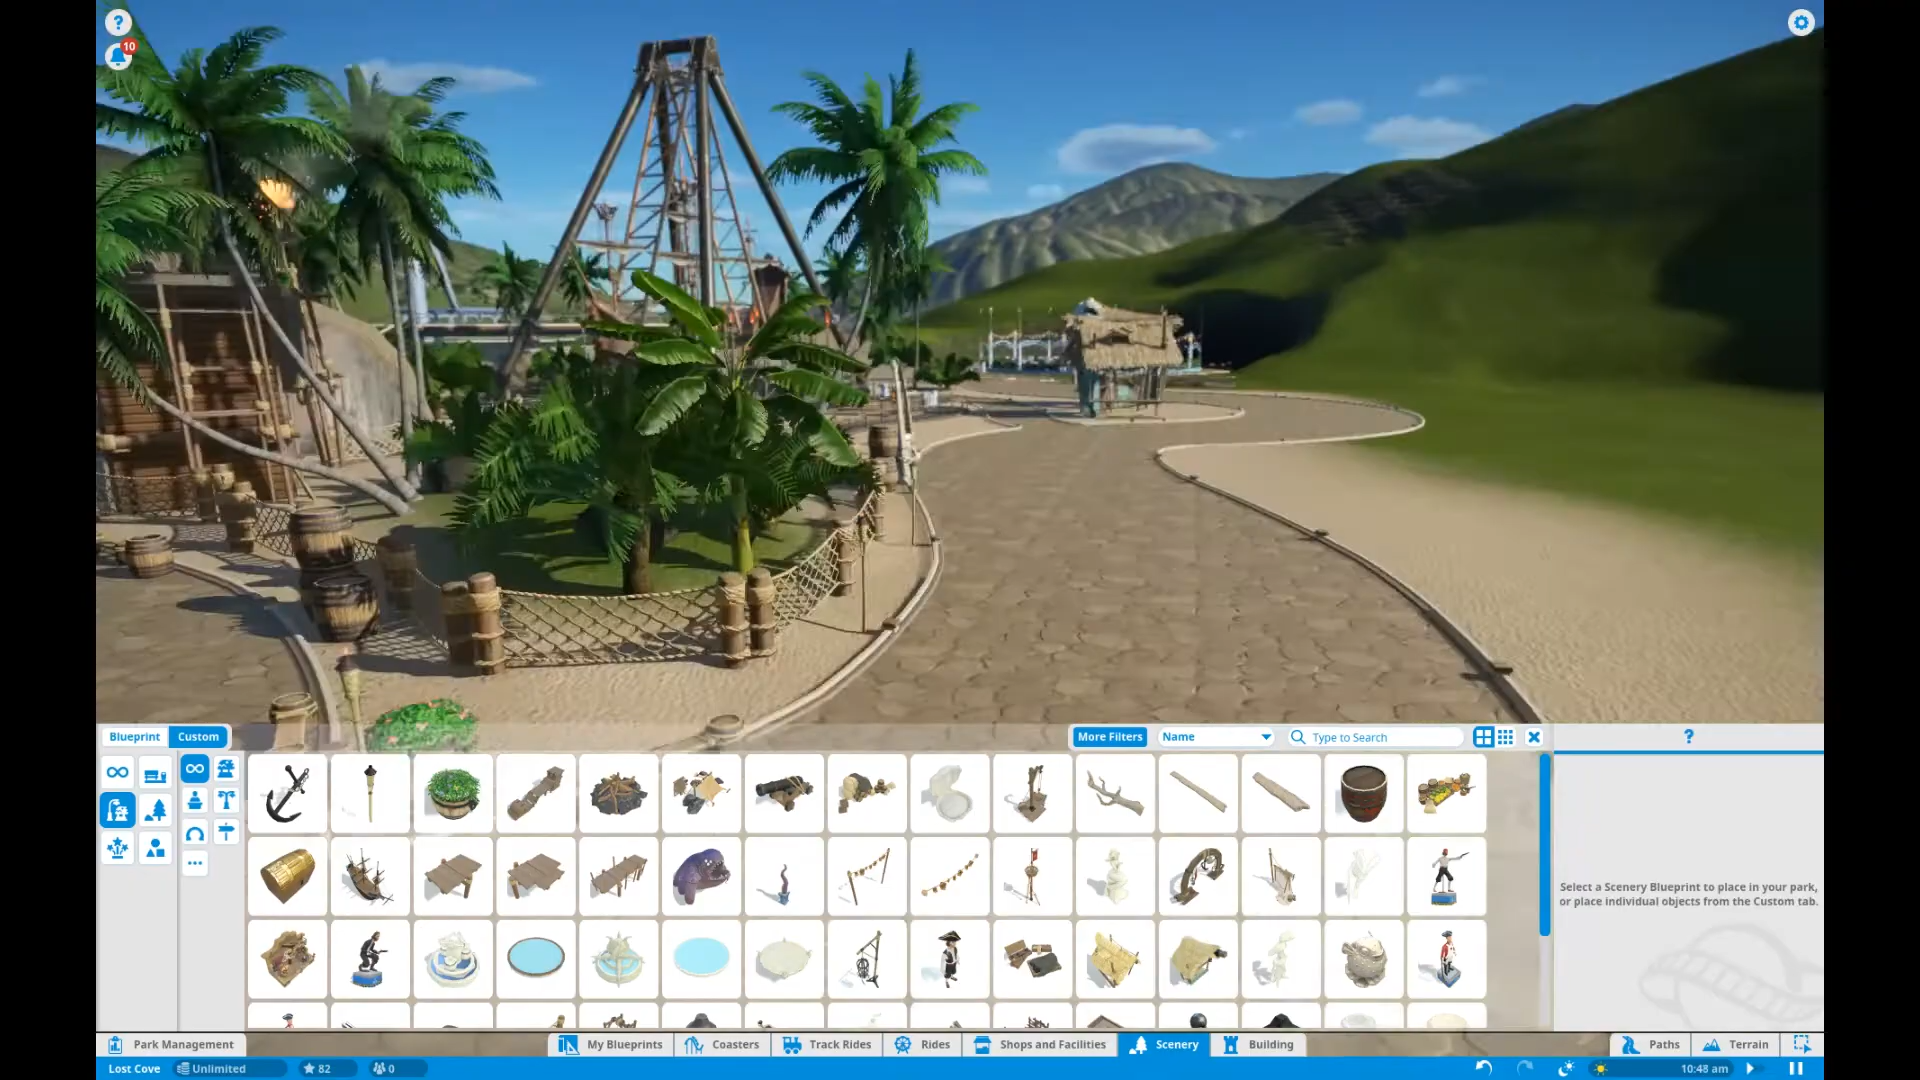 ?
10
Blueprint
Custom
More Filters
Name
Type to Search
?
Select a Scenery Blueprint to place in your park,
or place individual objects from the Custom tab.
Park Management
My Blueprints
Coasters
Track Rides
Rides
Shops and Facilities
Scenery
Building
Paths
Terrain
Lost Cove
Unlimited
82
0
10:48 am